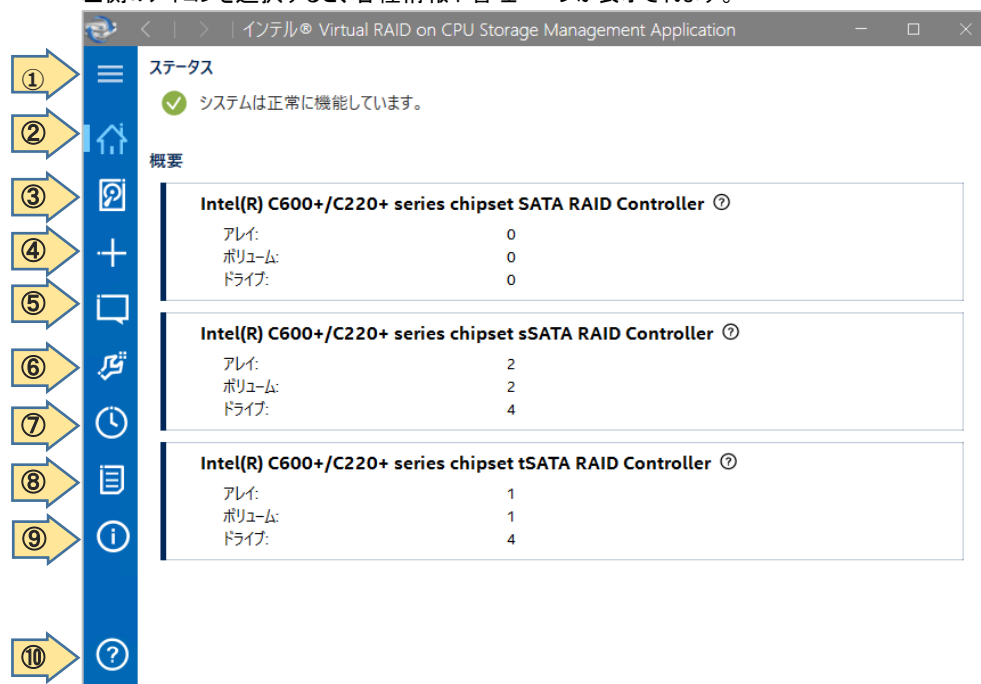 インテル® Virtual RAID on CPU Storage Management Application
①
②
③
④
⑤
⑥
⑦
⑧
⑨
⑩
ステータス
システムは正常に機能しています。
概要
Intel(R) C600+/C220+ series chipset SATA RAID Controller
アレイ: 0
ボリューム: 0
ドライブ: 0
Intel(R) C600+/C220+ series chipset sSATA RAID Controller
アレイ: 2
ボリューム: 2
ドライブ: 4
Intel(R) C600+/C220+ series chipset tSATA RAID Controller
アレイ: 1
ボリューム: 1
ドライブ: 4